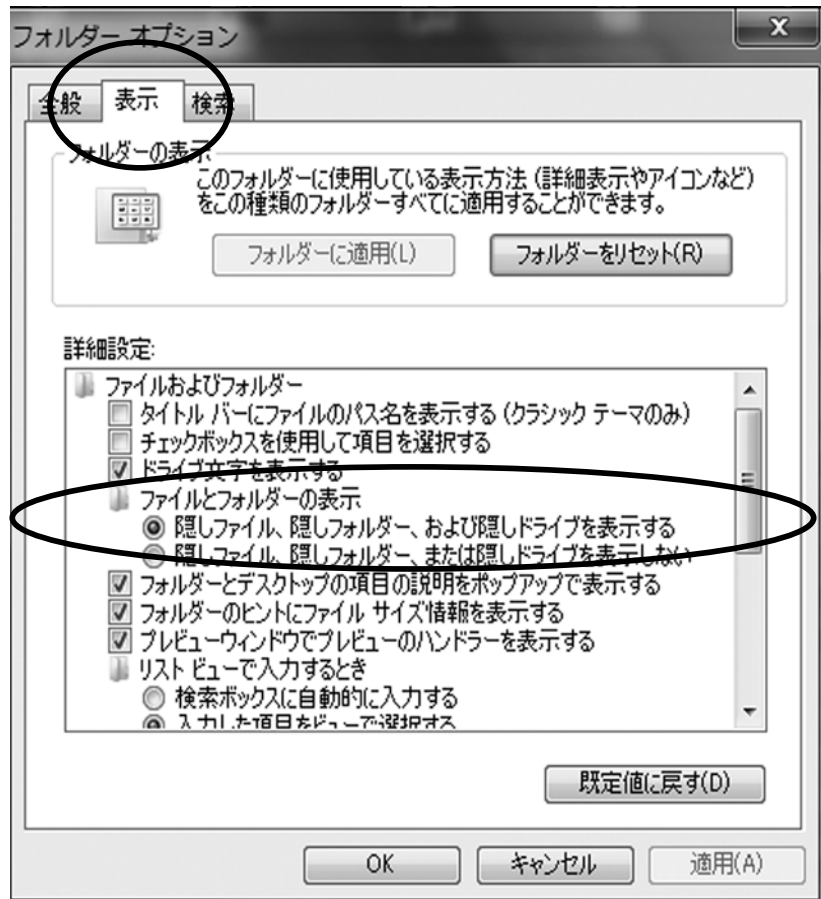 フォルダー オプション
全般 表示 検索
フォルダーの表示
このフォルダーに使用している表示方法 (詳細表示やアイコンなど)
をこの種類のフォルダーすべてに適用することができます。
フォルダーに適用(L) フォルダーをリセット(R)
詳細設定:
ファイルおよびフォルダー
タイトル バーにファイルのパス名を表示する (クラシック テーマのみ)
チェックボックスを使用して項目を選択する
ドライブ文字を表示する
ファイルとフォルダーの表示
隠しファイル、隠しフォルダー、および隠しドライブを表示する
隠しファイル、隠しフォルダー、または隠しドライブを表示しない
フォルダーとデスクトップの項目の説明をポップアップで表示する
フォルダーのヒントにファイル サイズ情報を表示する
プレビューウィンドウでプレビューのハンドラーを表示する
リスト ビューで入力するとき
検索ボックスに自動的に入力する
入力した項目をビューで選択する
既定値に戻す(D)
OK キャンセル 適用(A)